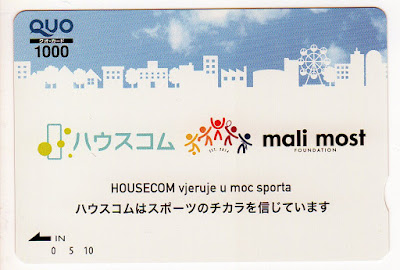 QUO
クオ・カード
1000
ハウスコム
EST. 2014
mali most
FOUNDATION
HOUSECOM vjeruje u moc sporta
ハウスコムはスポーツのチカラを信じています
IN
0 5 10